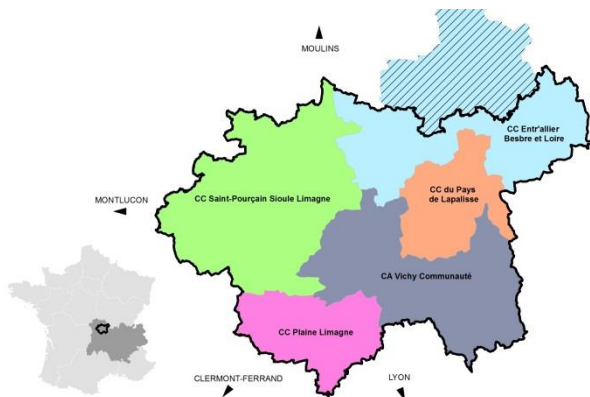 MOULINS
CC Entr'allier
Besbre et Loire
CC du Pays
de Lapalisse
CC Saint-Pourçain Sioule Limagne
MONTLUCON
CA Vichy Communauté
CC Plaine Limagne
CLERMONT-FERRAND
LYON